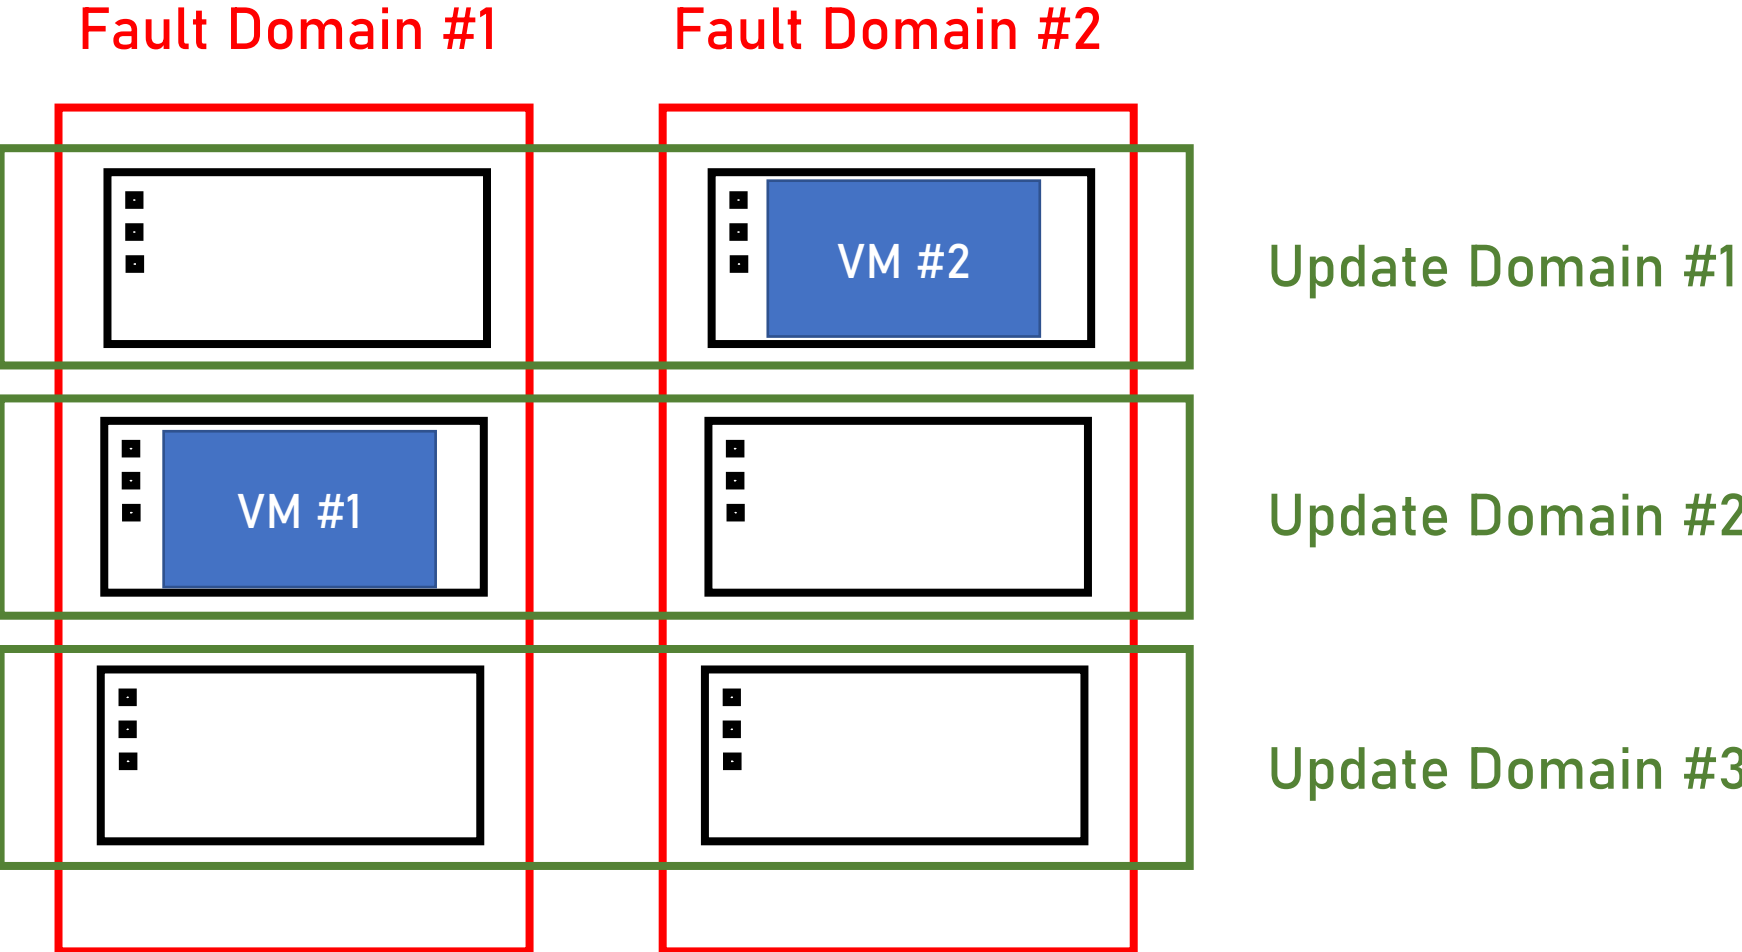 Fault Domain #1
Fault Domain #2
VM #2
Update Domain #1
VM #1
Update Domain #2
Update Domain #3